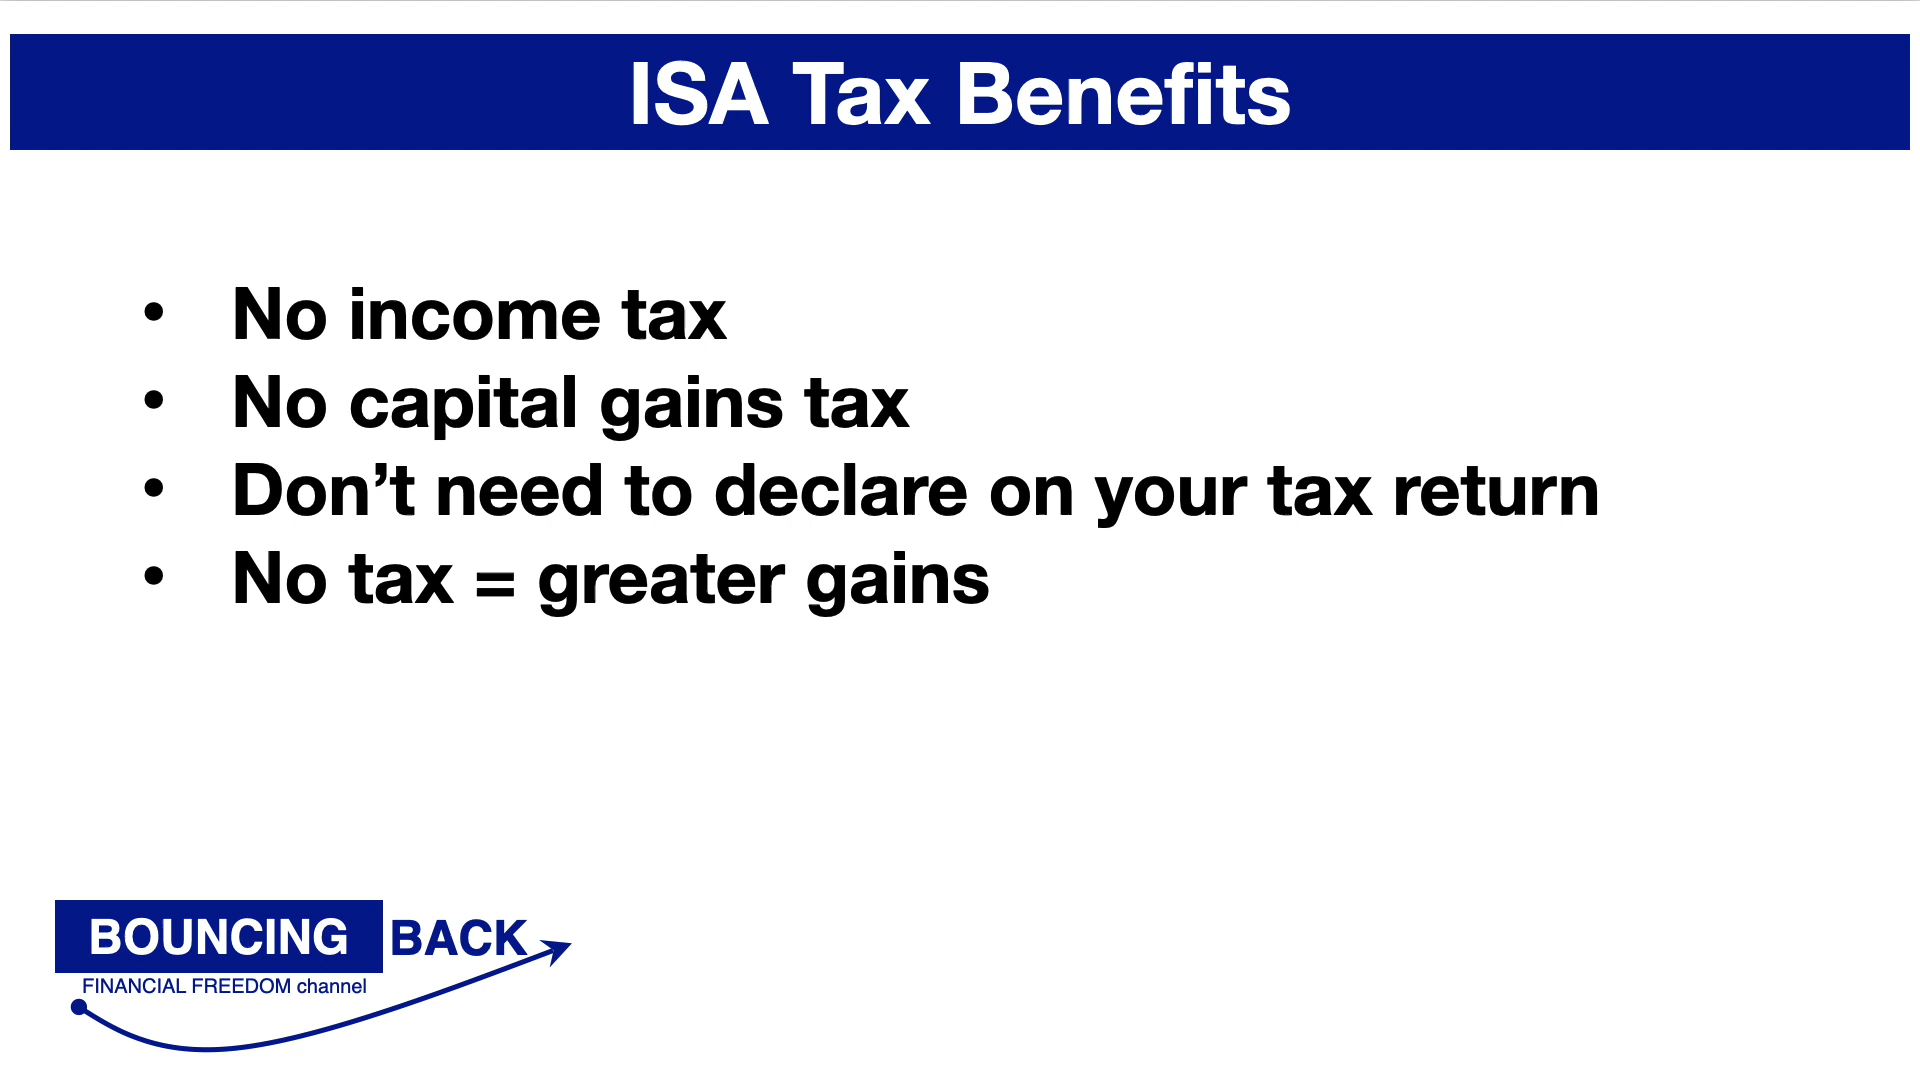 ISA Tax Benefits
• No income tax
• No capital gains tax
• Don’t need to declare on your tax return
• No tax = greater gains
BOUNCING BACK
FINANCIAL FREEDOM channel